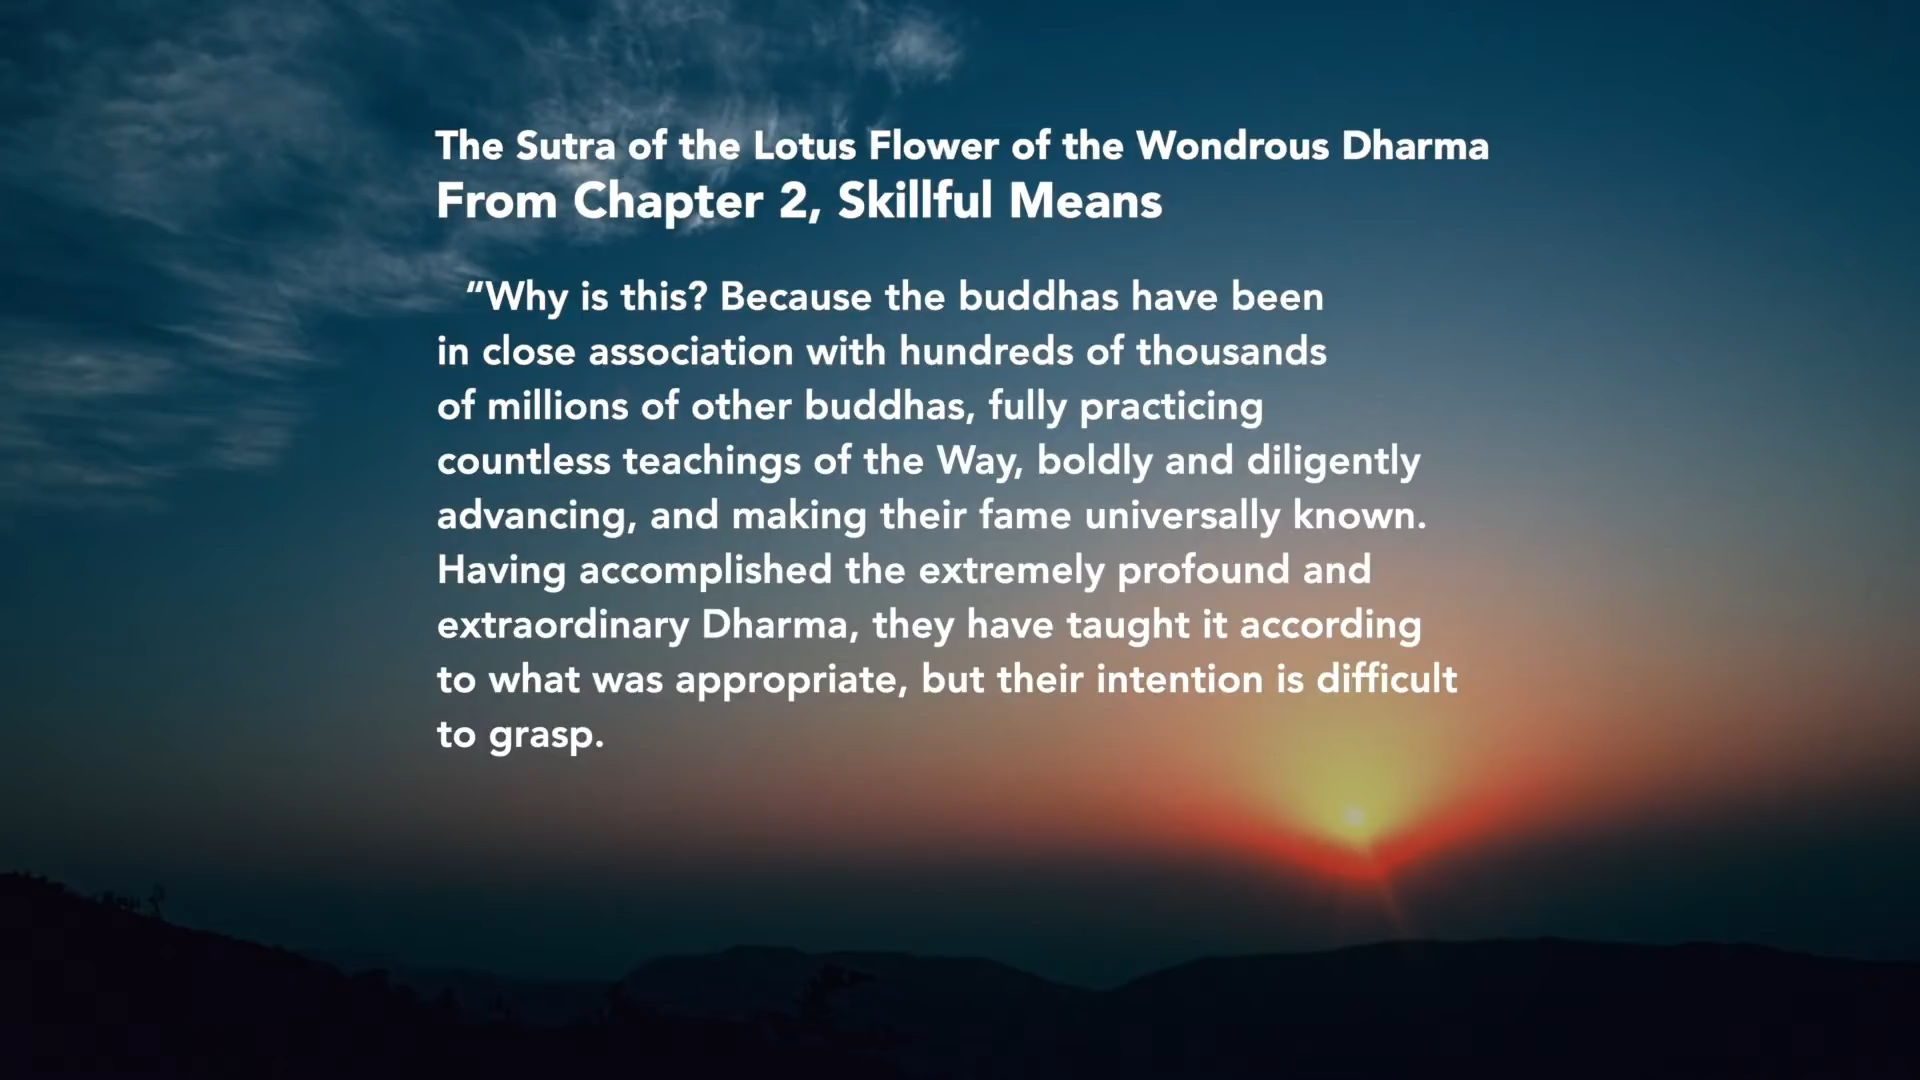 The Sutra of the Lotus Flower of the Wondrous Dharma
From Chapter 2, Skillful Means
“Why is this? Because the buddhas have been
in close association with hundreds of thousands
of millions of other buddhas, fully practicing
countless teachings of the Way, boldly and diligently
advancing, and making their fame universally known.
Having accomplished the extremely profound and
extraordinary Dharma, they have taught it according
to what was appropriate, but their intention is difficult
to grasp.